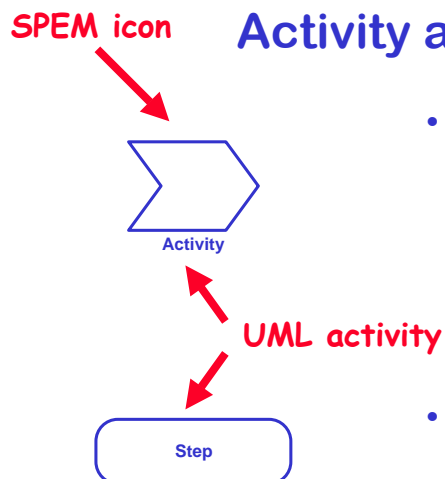 SPEM icon
Activity a
•
Activity
UML activity
•
Step